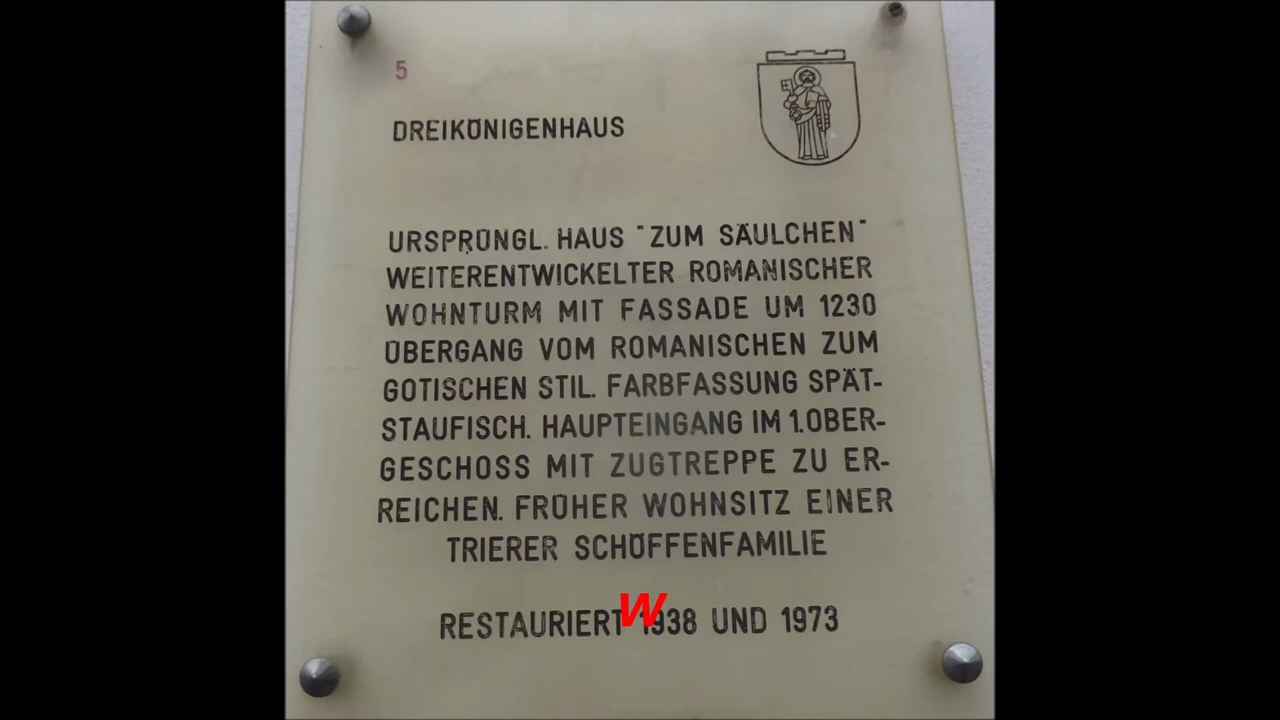 5
DREIKÖNIGENHAUS
URSPRÜNGL. HAUS "ZUM SÄULCHEN"
WEITERENTWICKELTER ROMANISCHER
WOHNTURM MIT FASSADE UM 1230
ÜBERGANG VOM ROMANISCHEN ZUM
GOTISCHEN STIL. FARBFASSUNG SPÄT-
STAUFISCH. HAUPTEINGANG IM 1.OBER-
GESCHOSS MIT ZUGTREPPE ZU ER-
REICHEN. FRÜHER WOHNSITZ EINER
TRIERER SCHÖFFENFAMILIE
W
RESTAURIERT 1938 UND 1973